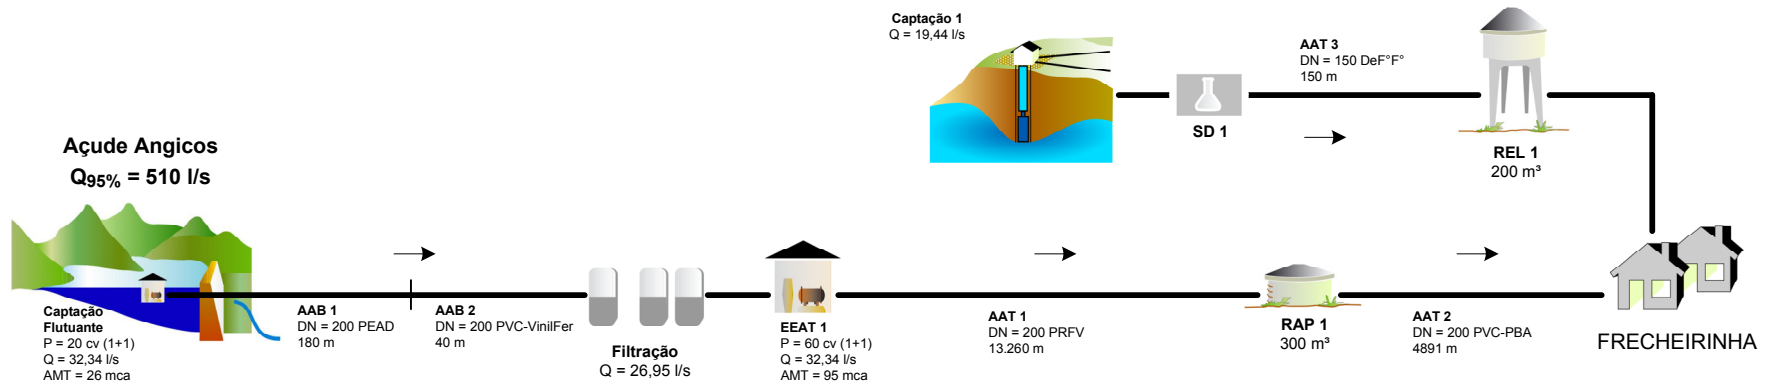 Captação 1
Q = 19,44 l/s
AAT 3
DN = 150 DeF°F°
150 m
SD 1
REL 1
200 m³
Açude Angicos
Q95% = 510 l/s
Captação
Flutuante
P = 20 cv (1+1)
Q = 32,34 l/s
AMT = 26 mca
AAB 1
DN = 200 PEAD
180 m
AAB 2
DN = 200 PVC-VinilFer
40 m
Filtração
Q = 26,95 l/s
EEAT 1
P = 60 cv (1+1)
Q = 32,34 l/s
AMT = 95 mca
AAT 1
DN = 200 PRFV
13.260 m
RAP 1
300 m³
AAT 2
DN = 200 PVC-PBA
4891 m
FRECHEIRINHA